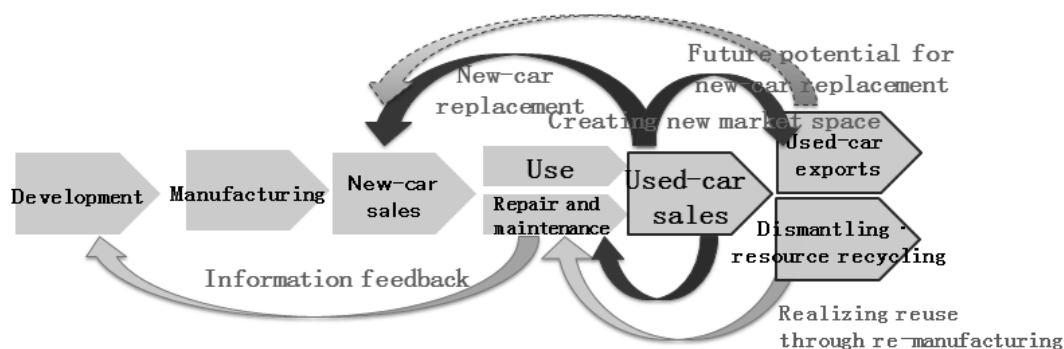 Future potential for
new-car replacement
New-car
replacement
Creating new market space
Development
Manufacturing
New-car
sales
Use
Repair and
maintenance
Used-car
sales
Used-car
exports
Dismantling ·
resource recycling
Information feedback
Realizing reuse
through re-manufacturing